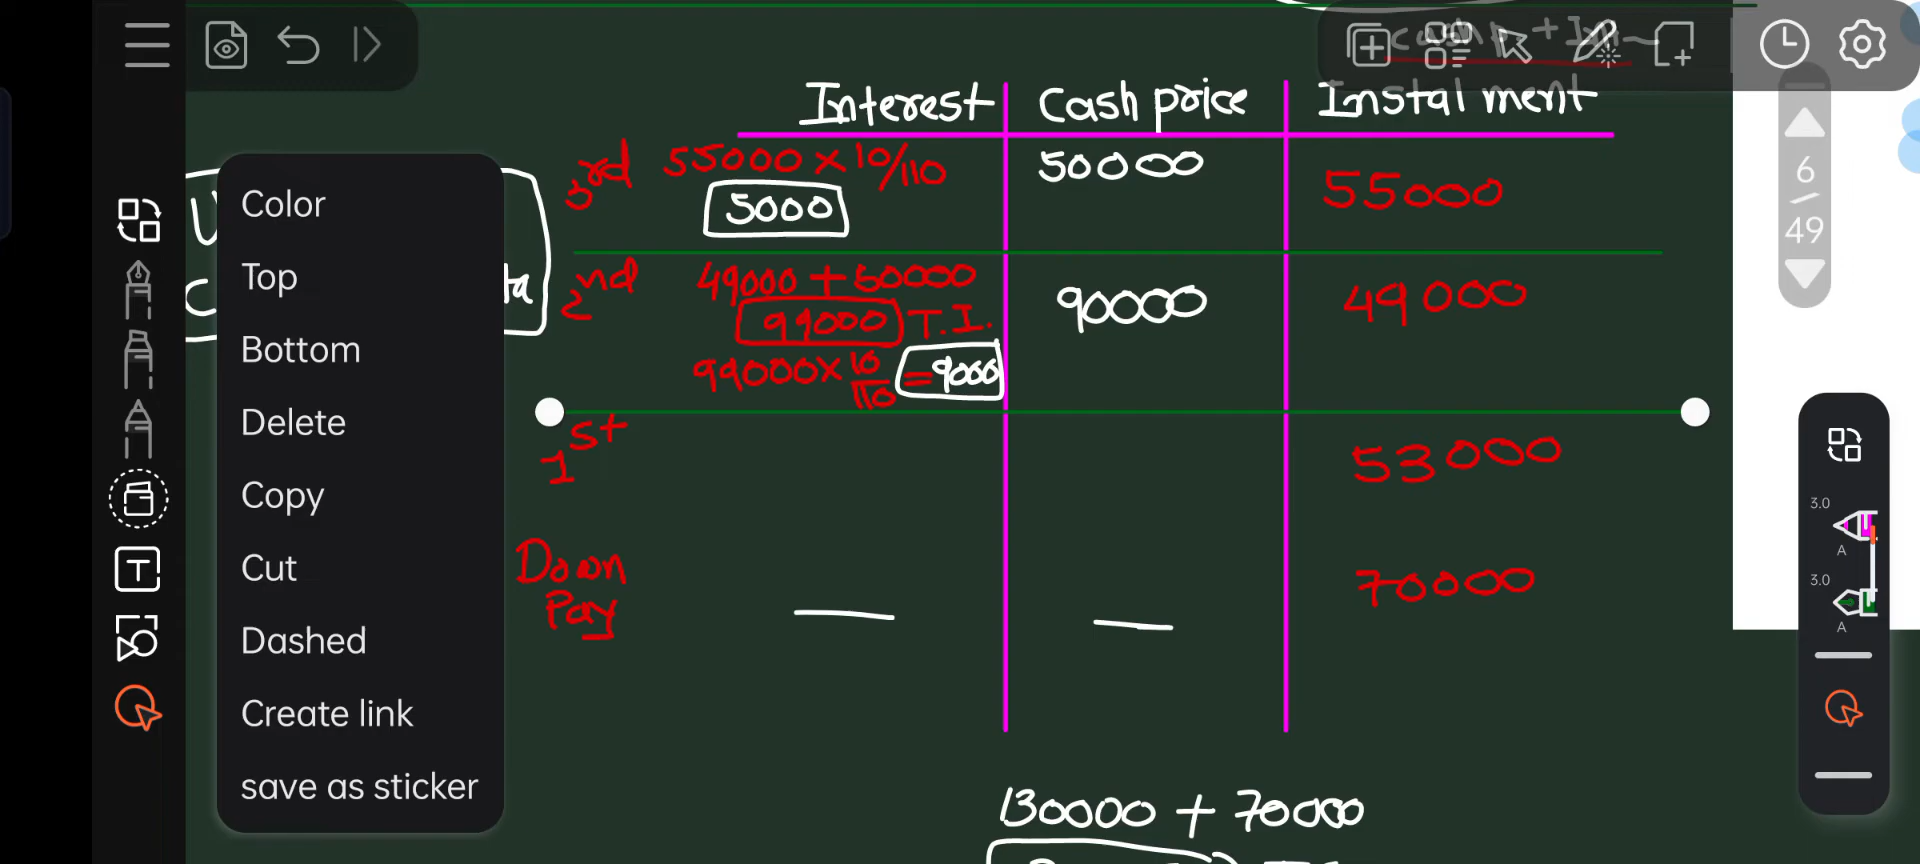 Interest Cash price Instalment
3rd 55000 × 10/110 50000 55000
5000
2nd 49000 + 50000 90000 49000
99000 T.I.
99000 × 10/110 = 9000
1st 53000
Down 70000
Pay — —
130000 + 70000
Color
Top
Bottom
Delete
Copy
Cut
Dashed
Create link
save as sticker
ta
6
49
3.0
A
3.0
A
T